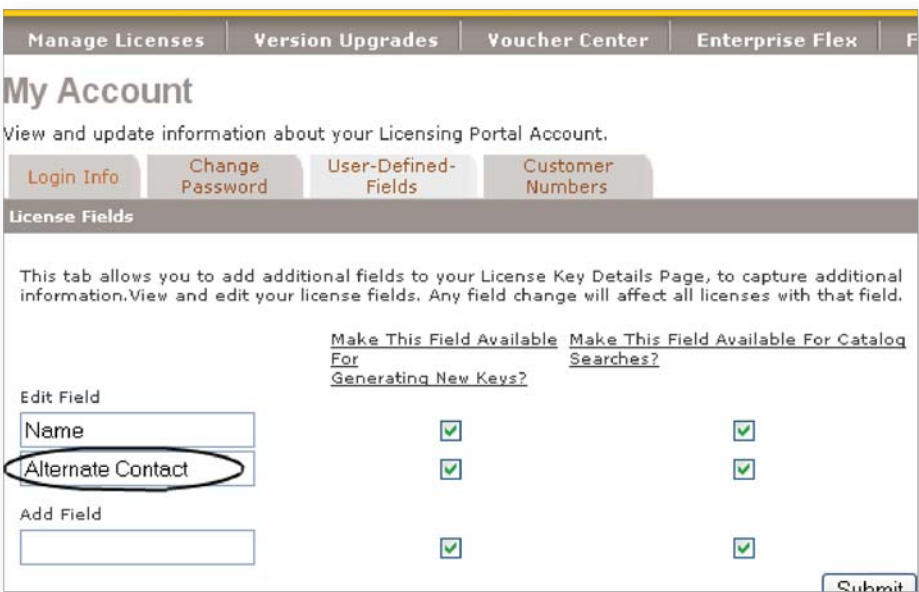 Manage Licenses Version Upgrades Voucher Center Enterprise Flex F
My Account
View and update information about your Licensing Portal Account.
Login Info Change Password User-Defined-Fields Customer Numbers
License Fields
This tab allows you to add additional fields to your License Key Details Page, to capture additional
information.View and edit your license fields. Any field change will affect all licenses with that field.
Make This Field Available For Generating New Keys? Make This Field Available For Catalog Searches?
Edit Field
Name
Alternate Contact
Add Field
Submit